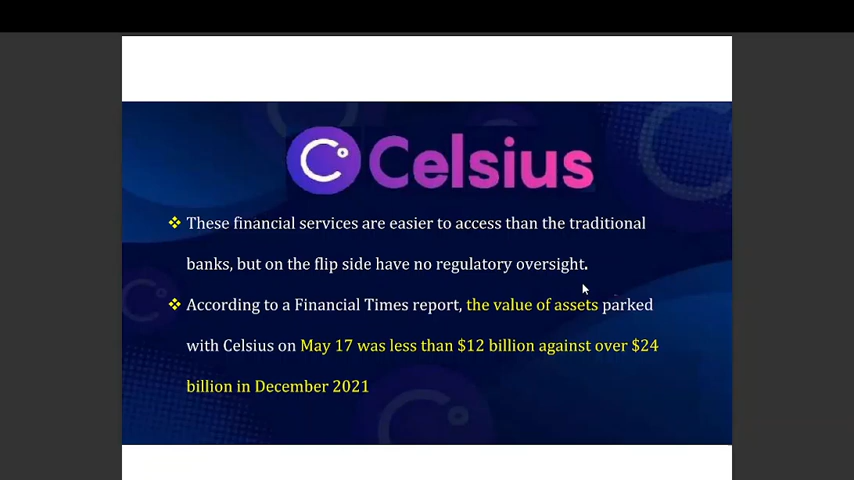 Celsius
These financial services are easier to access than the traditional
banks, but on the flip side have no regulatory oversight.
According to a Financial Times report, the value of assets parked
with Celsius on May 17 was less than $12 billion against over $24
billion in December 2021